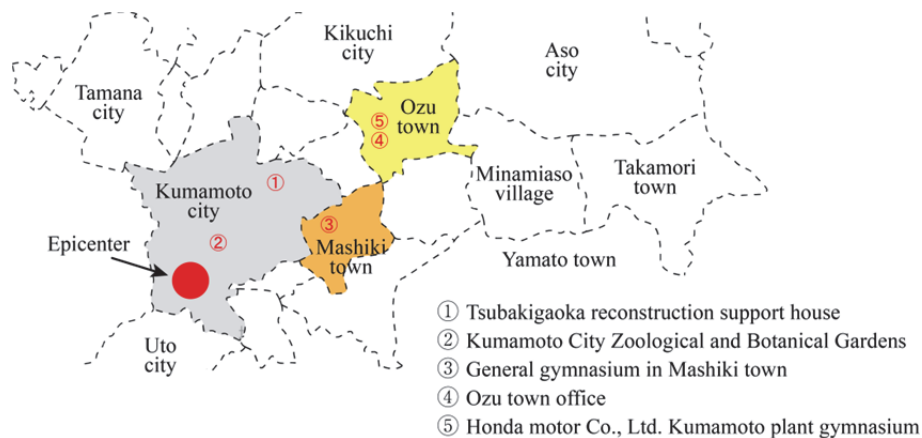 Kikuchi
city
Aso
city
Tamana
city
Ozu
town
⑤
④
Kumamoto
city
①
②
Minamiaso
village
Takamori
town
③
Mashiki
town
Epicenter
Yamato town
Uto
city
① Tsubakigaoka reconstruction support house
② Kumamoto City Zoological and Botanical Gardens
③ General gymnasium in Mashiki town
④ Ozu town office
⑤ Honda motor Co., Ltd. Kumamoto plant gymnasium